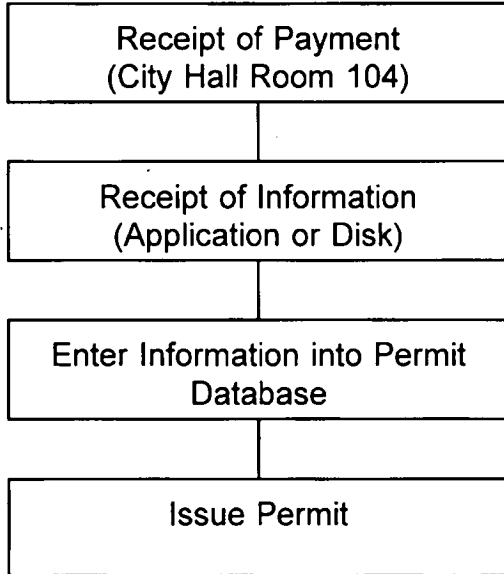 Receipt of Payment
(City Hall Room 104)
Receipt of Information
(Application or Disk)
Enter Information into Permit
Database
Issue Permit